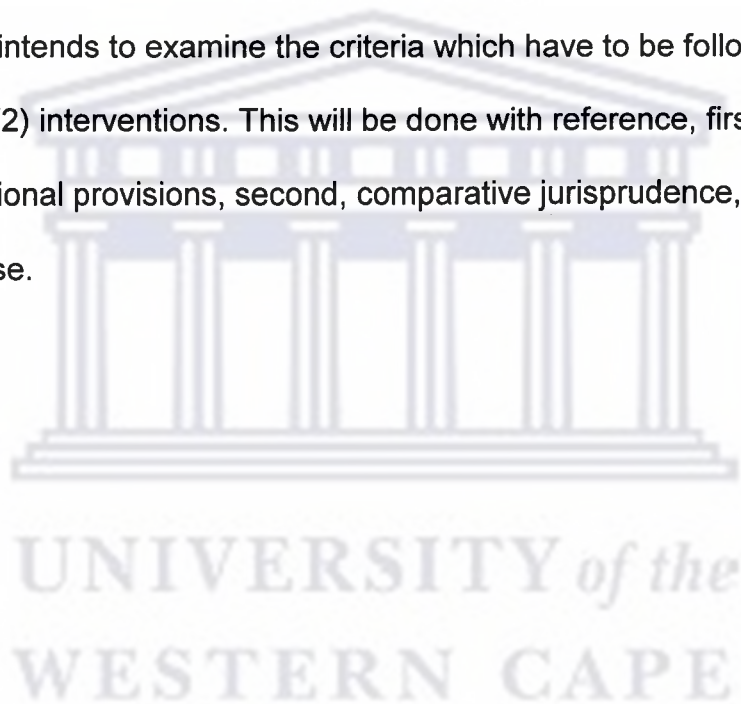 intends to examine the criteria which have to be follo
2) interventions. This will be done with reference, firs
ional provisions, second, comparative jurisprudence,
se.
UNIVERSITY of the
WESTERN CAPE